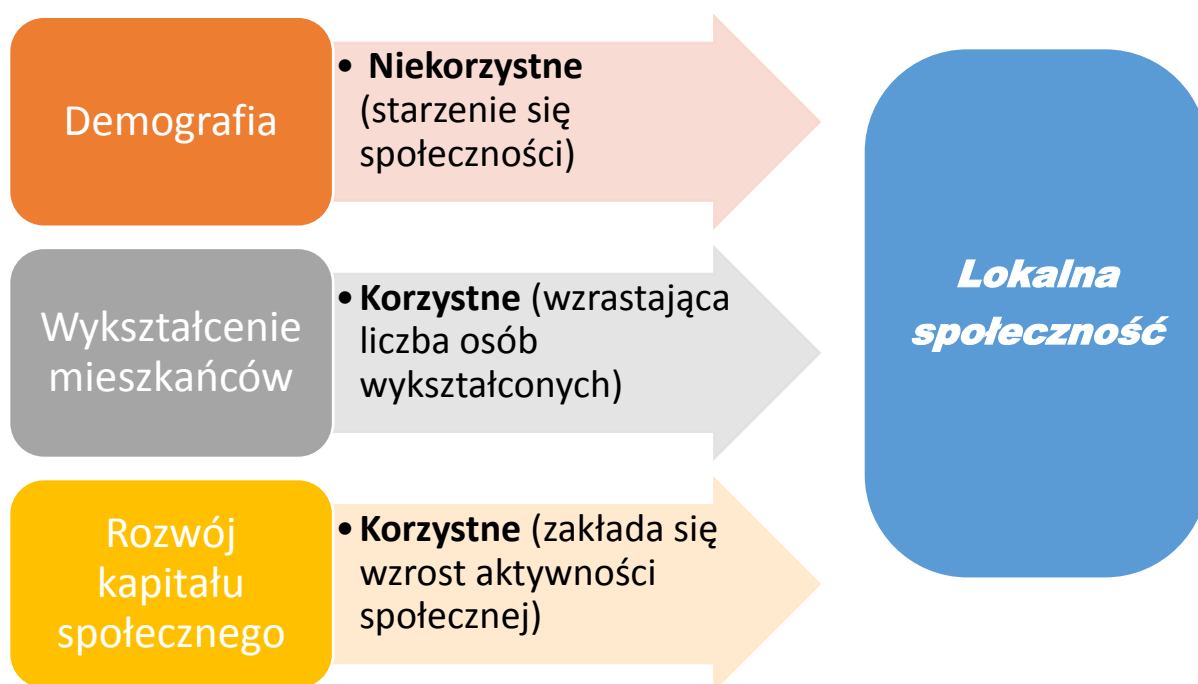 Demografia
• Niekorzystne
(starzenie się
społeczności)
Wykształcenie
mieszkańców
• Korzystne (wzrastająca
liczba osób
wykształconych)
Rozwój
kapitału
społecznego
• Korzystne (zakłada się
wzrost aktywności
społecznej)
Lokalna
społeczność